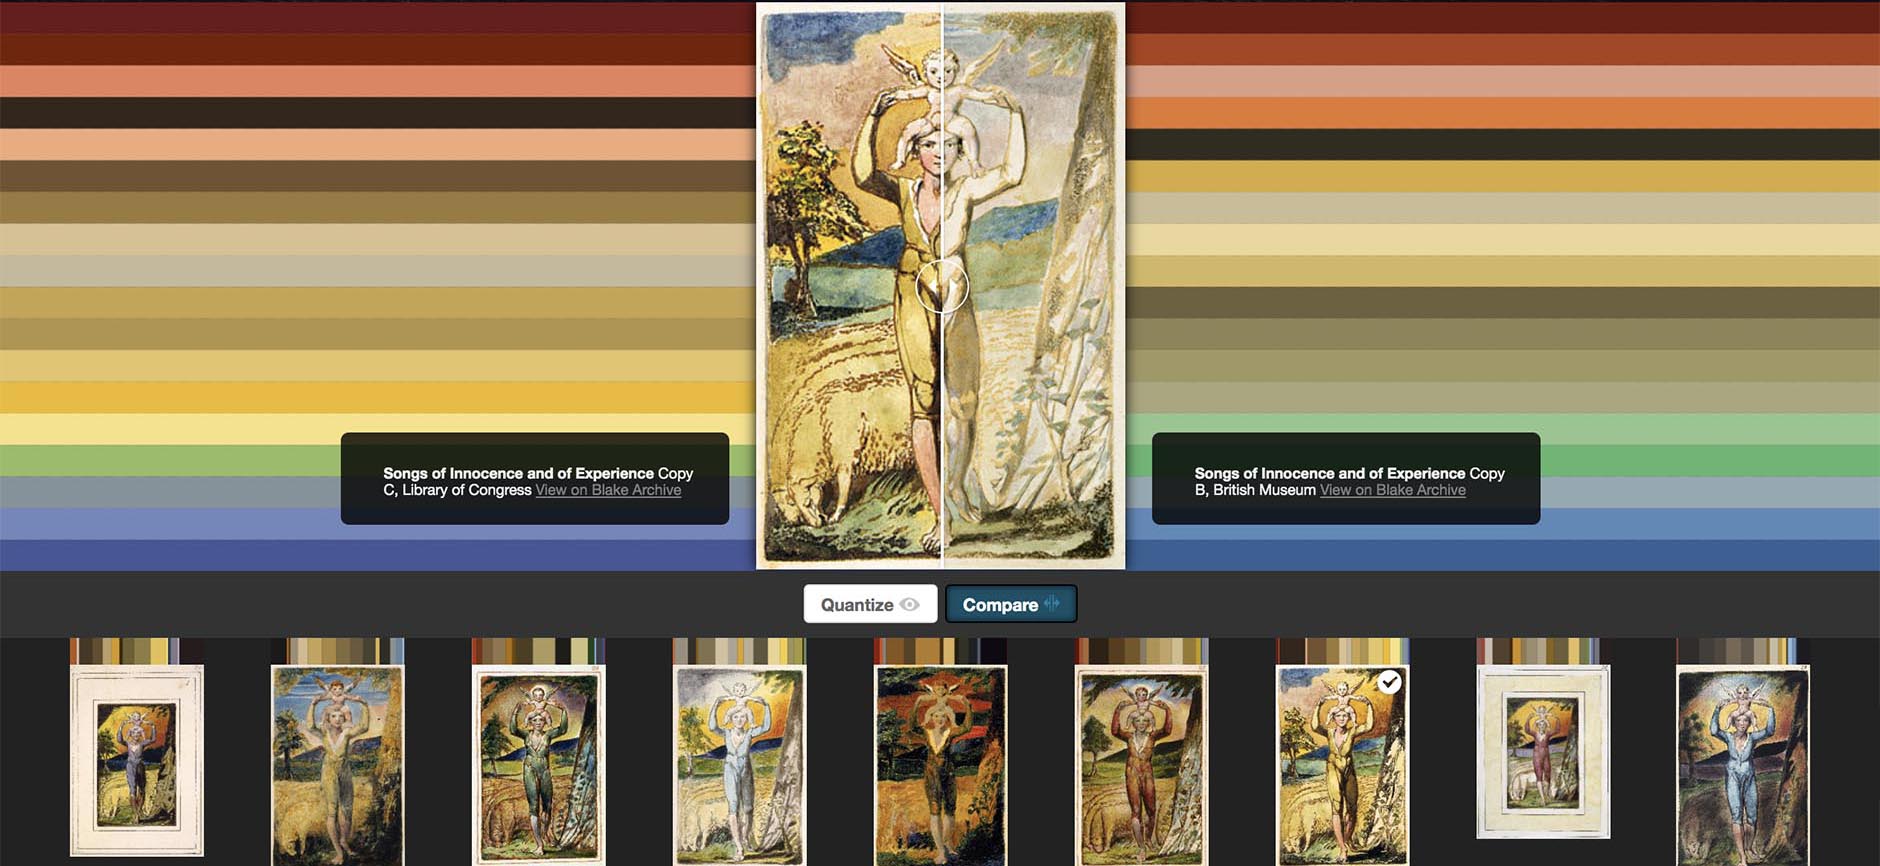 Songs of Innocence and of Experience Copy
C, Library of Congress View on Blake Archive
Songs of Innocence and of Experience Copy
B, British Museum View on Blake Archive
Quantize
Compare